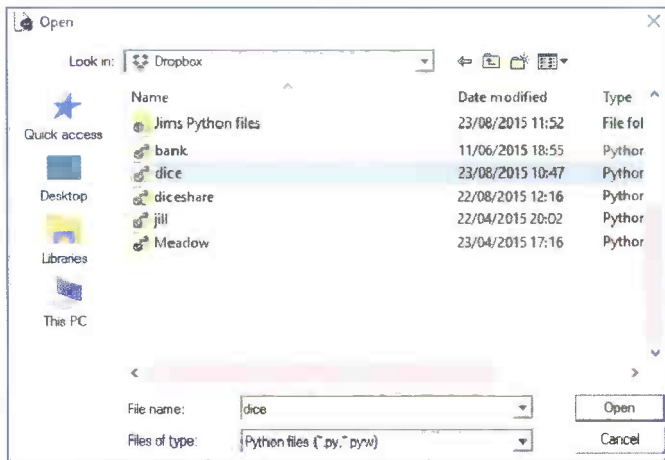 Open
Look in: Dropbox
Name Date modified Type
Quick access
Desktop
Libraries
This PC
Jims Python files 23/08/2015 11:52 File fol
bank 11/06/2015 18:55 Pythor
dice 23/08/2015 10:47 Pythor
diceshare 22/08/2015 12:16 Pythor
jill 22/04/2015 20:02 Pythor
Meadow 23/04/2015 17:16 Pythor
File name: dice Open
Files of type: Python files (*.py,*.pyw) Cancel